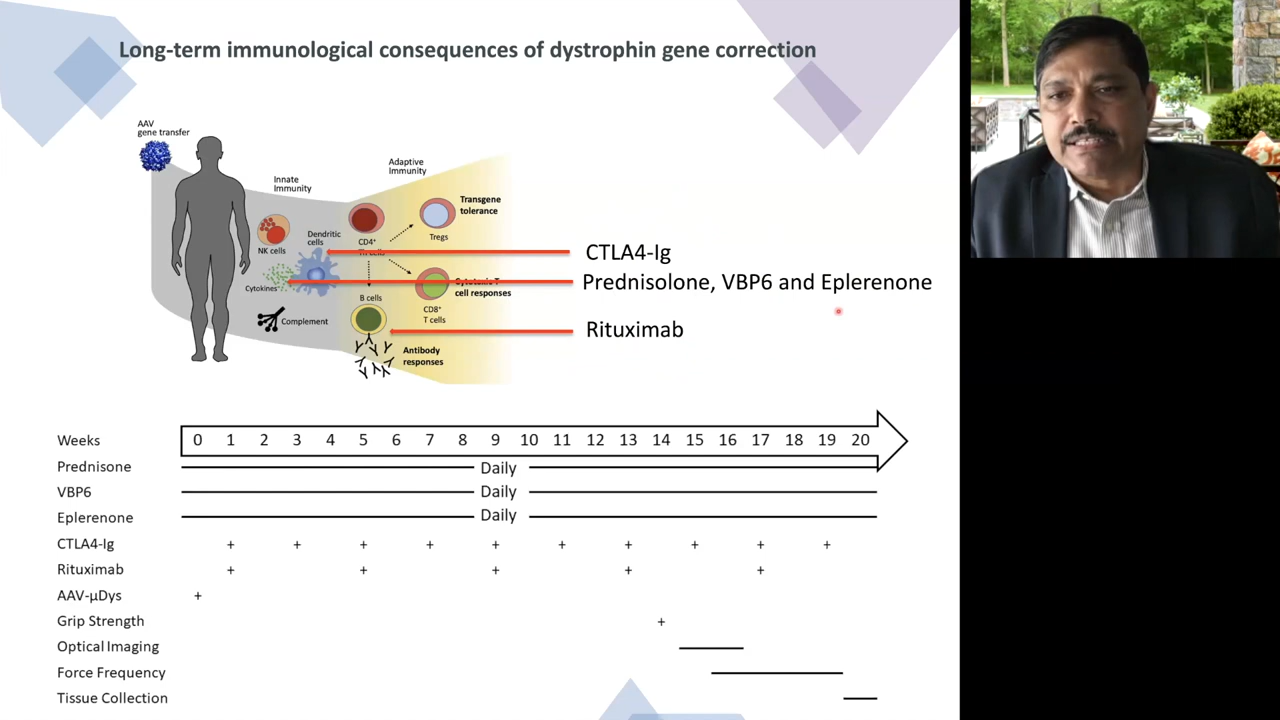 Long-term immunological consequences of dystrophin gene correction
AAV
gene transfer
Innate
Immunity
Adaptive
Immunity
NK cells
Dendritic
cells
Cytokines
Complement
CD4+
Tregs
Transgene
tolerance
CD8+
T cells
cell responses
B cells
Antibody
responses
CTLA4-Ig
Prednisolone, VBP6 and Eplerenone
Rituximab
Weeks 0 1 2 3 4 5 6 7 8 9 10 11 12 13 14 15 16 17 18 19 20
Prednisone Daily
VBP6 Daily
Eplerenone Daily
CTLA4-Ig + + + + + + + + + +
Rituximab + + + + +
AAV-μDys +
Grip Strength +
Optical Imaging
Force Frequency
Tissue Collection